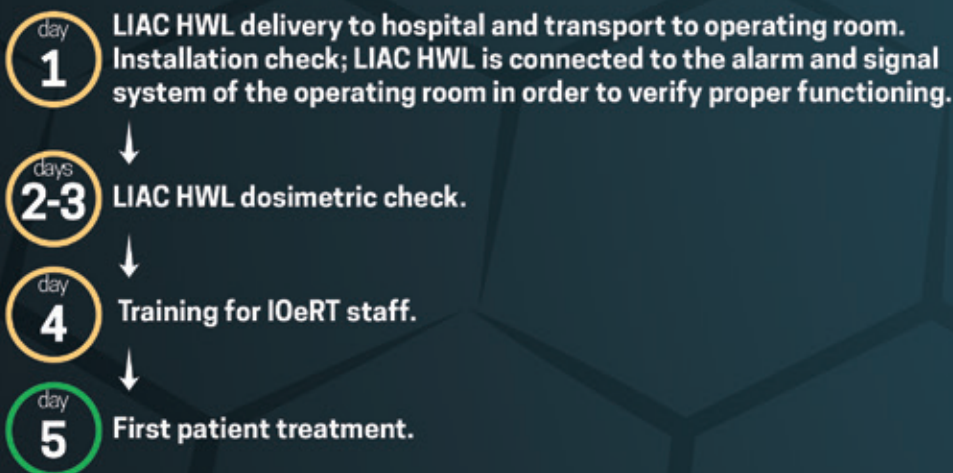 day
1
LIAC HWL delivery to hospital and transport to operating room.
Installation check; LIAC HWL is connected to the alarm and signal
system of the operating room in order to verify proper functioning.
days
2-3
LIAC HWL dosimetric check.
day
4
Training for IOeRT staff.
day
5
First patient treatment.